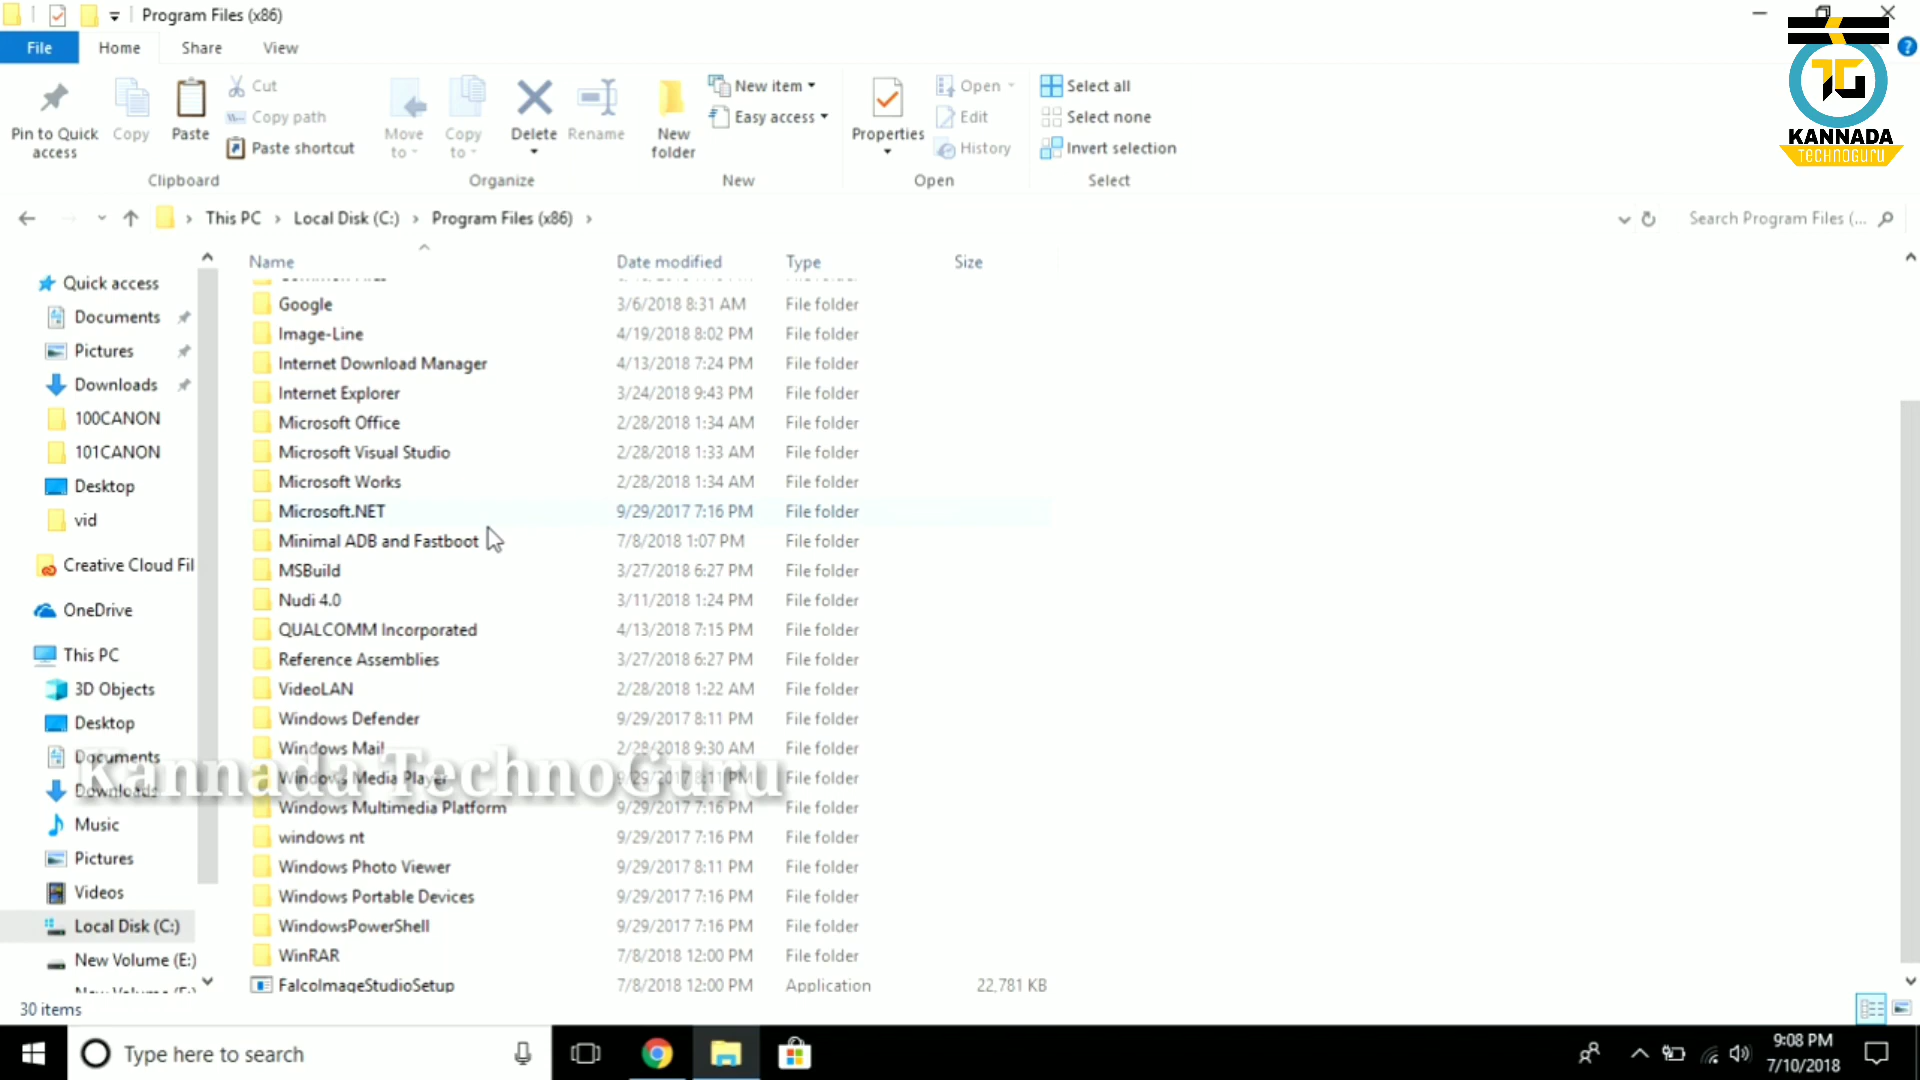 Program Files (x86)
File Home Share View
Pin to Quick access
Copy
Paste
Cut
Copy path
Paste shortcut
Clipboard
Move to
Copy to
Delete
Rename
Organize
New folder
New item
Easy access
New
Properties
Open
Edit
History
Open
Select all
Select none
Invert selection
Select
TG
KANNADA
TECHNOGURU
This PC > Local Disk (C:) > Program Files (x86) >
Search Program Files (...
Quick access
Documents
Pictures
Downloads
100CANON
101CANON
Desktop
vid
Creative Cloud Fil
OneDrive
This PC
3D Objects
Desktop
Documents
Downloads
Music
Pictures
Videos
Local Disk (C:)
New Volume (E:)
Name Date modified Type Size
Google 3/6/2018 8:31 AM File folder
Image-Line 4/19/2018 8:02 PM File folder
Internet Download Manager 4/13/2018 7:24 PM File folder
Internet Explorer 3/24/2018 9:43 PM File folder
Microsoft Office 2/28/2018 1:34 AM File folder
Microsoft Visual Studio 2/28/2018 1:33 AM File folder
Microsoft Works 2/28/2018 1:34 AM File folder
Microsoft.NET 9/29/2017 7:16 PM File folder
Minimal ADB and Fastboot 7/8/2018 1:07 PM File folder
MSBuild 3/27/2018 6:27 PM File folder
Nudi 4.0 3/11/2018 1:24 PM File folder
QUALCOMM Incorporated 4/13/2018 7:15 PM File folder
Reference Assemblies 3/27/2018 6:27 PM File folder
VideoLAN 2/28/2018 1:22 AM File folder
Windows Defender 9/29/2017 8:11 PM File folder
Windows Mail 2/28/2018 9:30 AM File folder
Windows Media Player 9/29/2017 8:11 PM File folder
Kannada TechnoGuru
Windows Multimedia Platform 9/29/2017 7:16 PM File folder
windows nt 9/29/2017 7:16 PM File folder
Windows Photo Viewer 9/29/2017 8:11 PM File folder
Windows Portable Devices 9/29/2017 7:16 PM File folder
WindowsPowerShell 9/29/2017 7:16 PM File folder
WinRAR 7/8/2018 12:00 PM File folder
FalcoImageStudioSetup 7/8/2018 12:00 PM Application 22,781 KB
30 items
Type here to search
9:08 PM
7/10/2018